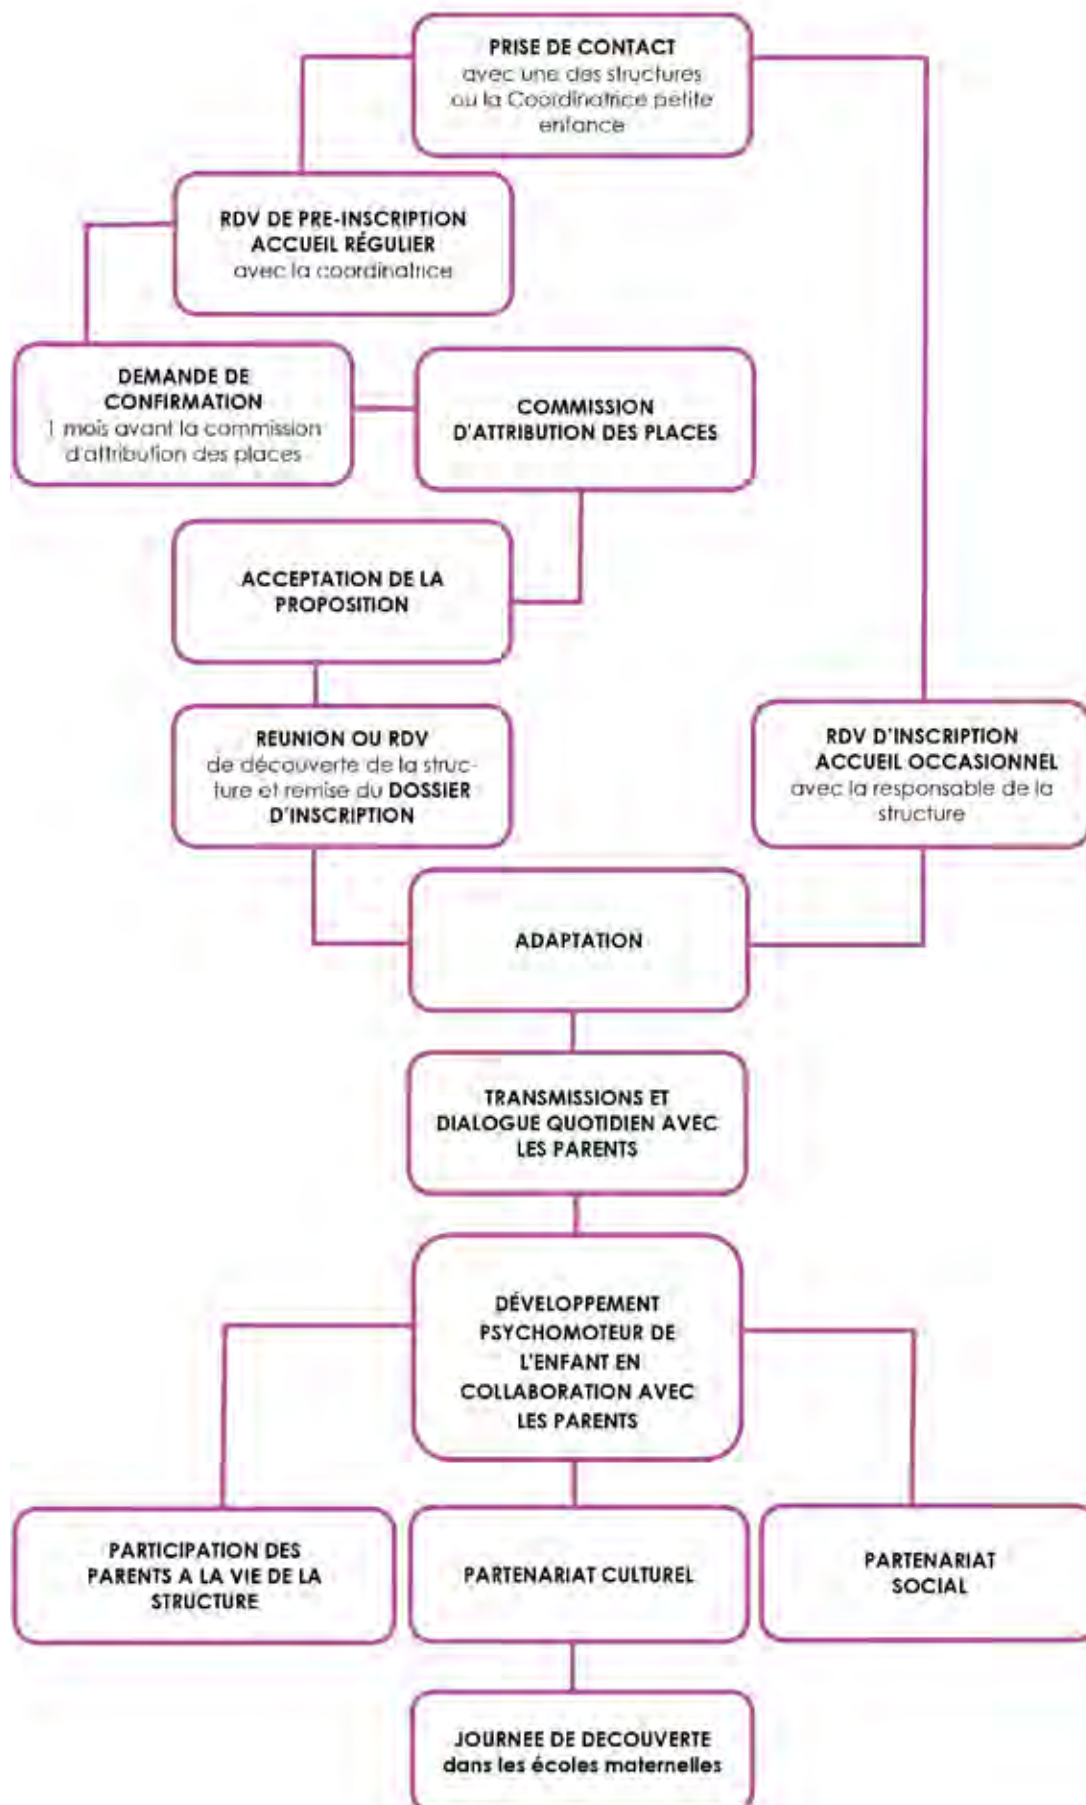 PRISE DE CONTACT
avec une des structures
ou la Coordinatrice petite
enfance
RDV DE PRE-INSCRIPTION
ACCUEIL RÉGULIER
avec la coordinatrice
DEMANDE DE
CONFIRMATION
1 mois avant la commission
d'attribution des places
COMMISSION
D'ATTRIBUTION DES PLACES
ACCEPTATION DE LA
PROPOSITION
REUNION OU RDV
de découverte de la struc-
ture et remise du DOSSIER
D'INSCRIPTION
RDV D'INSCRIPTION
ACCUEIL OCCASIONNEL
avec la responsable de la
structure
ADAPTATION
TRANSMISSIONS ET
DIALOGUE QUOTIDIEN AVEC
LES PARENTS
DÉVELOPPEMENT
PSYCHOMOTEUR DE
L'ENFANT EN
COLLABORATION AVEC
LES PARENTS
PARTICIPATION DES
PARENTS A LA VIE DE LA
STRUCTURE
PARTENARIAT CULTUREL
PARTENARIAT
SOCIAL
JOURNEE DE DECOUVERTE
dans les écoles maternelles